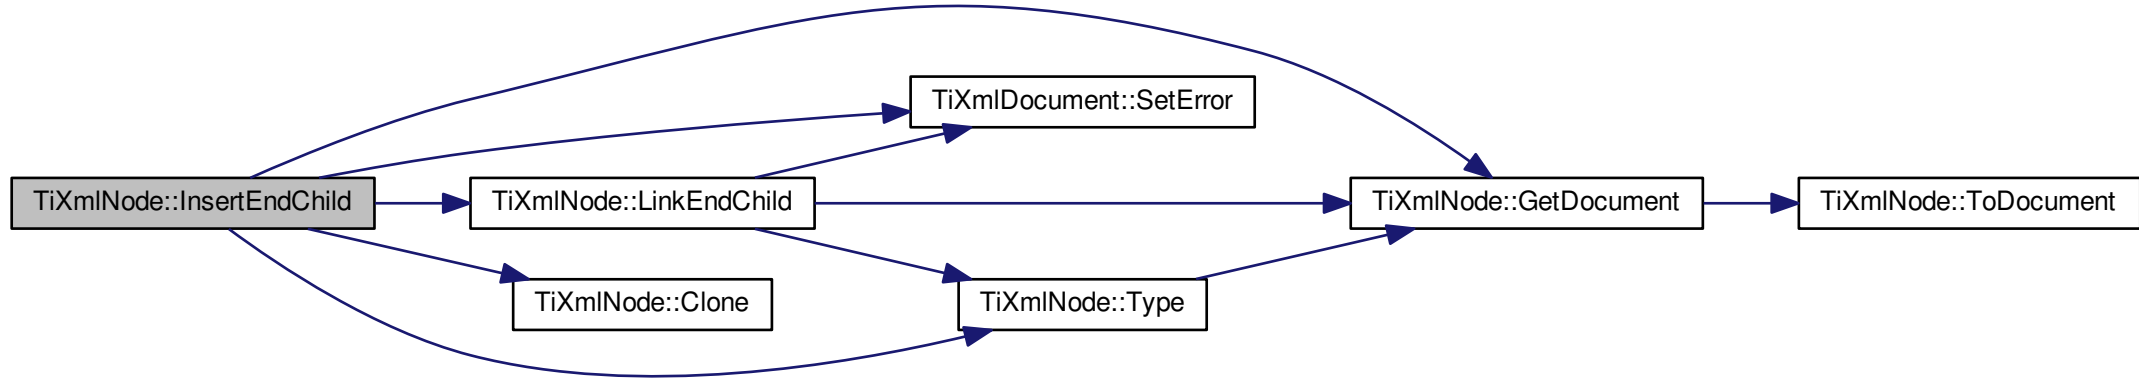 TiXmlNode::InsertEndChild
TiXmlNode::LinkEndChild
TiXmlNode::Clone
TiXmlDocument::SetError
TiXmlNode::Type
TiXmlNode::GetDocument
TiXmlNode::ToDocument